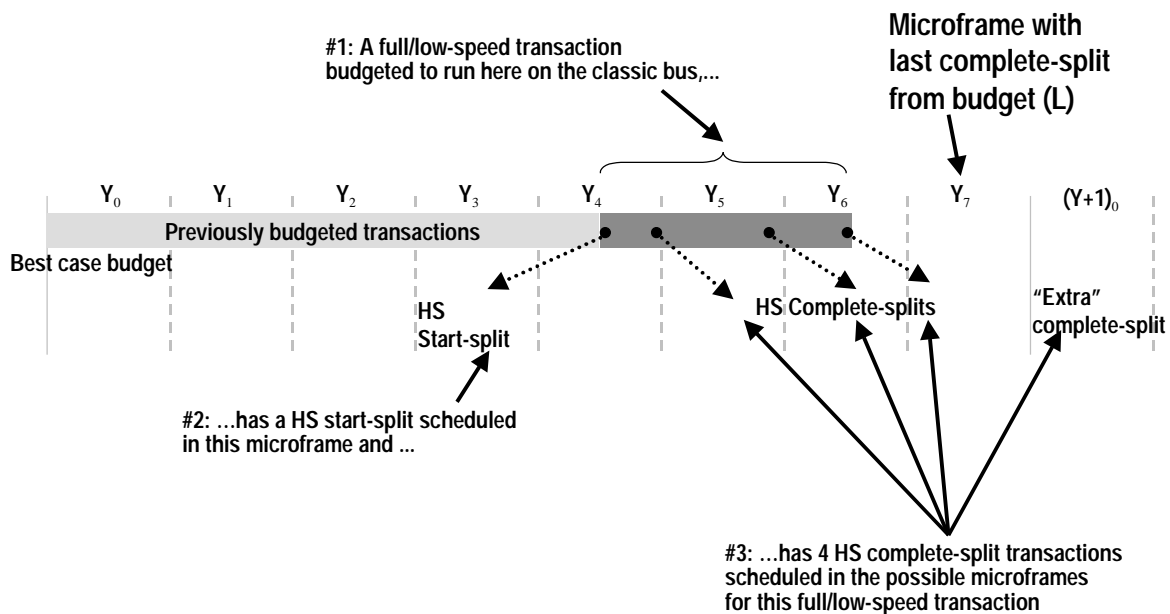 #1: A full/low-speed transaction
budgeted to run here on the classic bus,...
Microframe with
last complete-split
from budget (L)
Y0 Y1 Y2 Y3 Y4 Y5 Y6 Y7 (Y+1)0
Previously budgeted transactions
Best case budget
HS
Start-split
HS Complete-splits
“Extra”
complete-split
#2: ...has a HS start-split scheduled
in this microframe and ...
#3: ...has 4 HS complete-split transactions
scheduled in the possible microframes
for this full/low-speed transaction